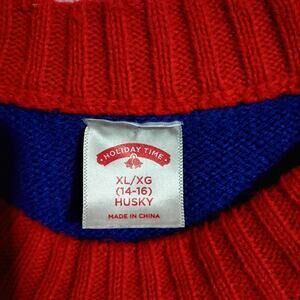 HOLIDAY TIME
XL/XG
(14-16)
HUSKY
MADE IN CHINA